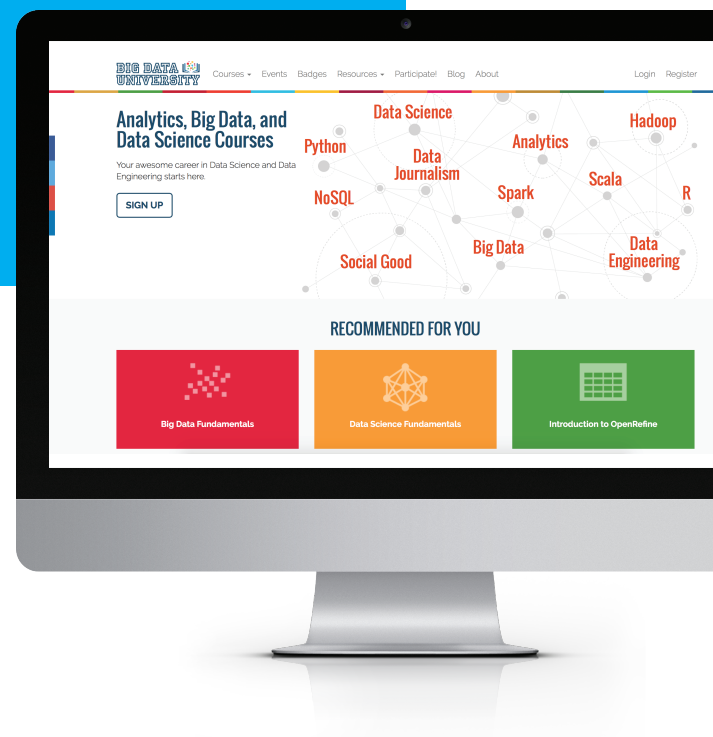 BIG DATA
UNIVERSITY
Courses
Events
Badges
Resources
Participate!
Blog
About
Login
Register
Analytics, Big Data, and
Data Science Courses
Your awesome career in Data Science and Data
Engineering starts here.
SIGN UP
Data Science
Hadoop
Python
Analytics
Data
Journalism
Scala
NoSQL
Spark
R
Big Data
Data
Engineering
Social Good
RECOMMENDED FOR YOU
Big Data Fundamentals
Data Science Fundamentals
Introduction to OpenRefine